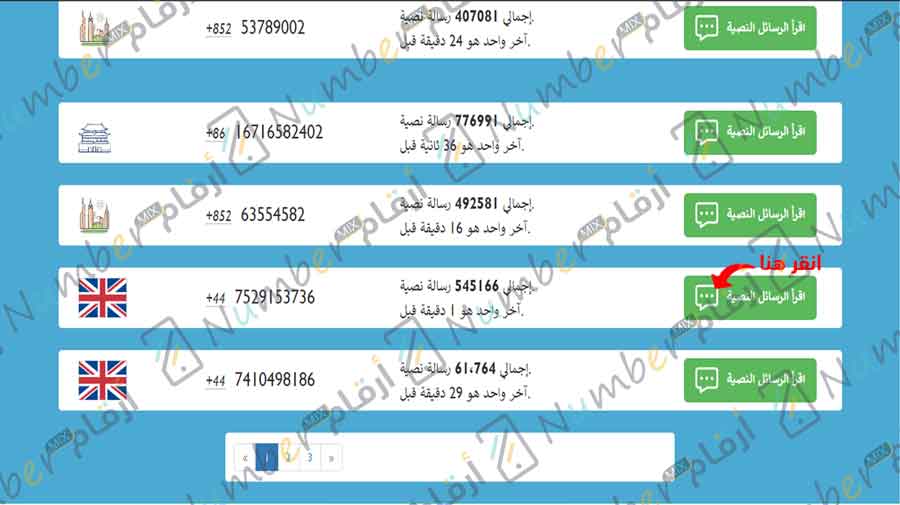 +852 53789002
إجمالي 407081 رسالة نصية.
آخر واحد هو 24 دقيقة قبل.
اقرأ الرسائل النصية
+86 16716582402
إجمالي 776991 رسالة نصية.
آخر واحد هو 36 ثانية قبل.
اقرأ الرسائل النصية
+852 63554582
إجمالي 492581 رسالة نصية.
آخر واحد هو 16 دقيقة قبل.
اقرأ الرسائل النصية
انقر هنا
+44 7529153736
إجمالي 545166 رسالة نصية.
آخر واحد هو 1 دقيقة قبل.
اقرأ الرسائل النصية
+44 7410498186
إجمالي 61،764 رسالة نصية.
آخر واحد هو 29 دقيقة قبل.
اقرأ الرسائل النصية
« 1 2 3 »
أرقام MIX Number